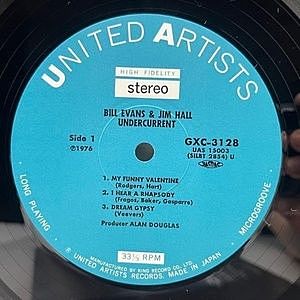 UNITED ARTISTS
HIGH FIDELITY
stereo
BILL EVANS & JIM HALL
UNDERCURRENT
Side 1
GXC-3128
℗1976
UAS 15003
(SILBT 2854) U
1. MY FUNNY VALENTINE
(Rodgers, Hart)
2. I HEAR A RHAPSODY
(Fragos, Baker, Gasparre)
3. DREAM GYPSY
(Veevers)
Producer ALAN DOUGLAS
LONG PLAYING
33⅓ RPM
MICROGROOVE
MANUFACTURED BY KING RECORD CO. LTD.
UNITED ARTISTS RECORDS. MADE IN JAPAN